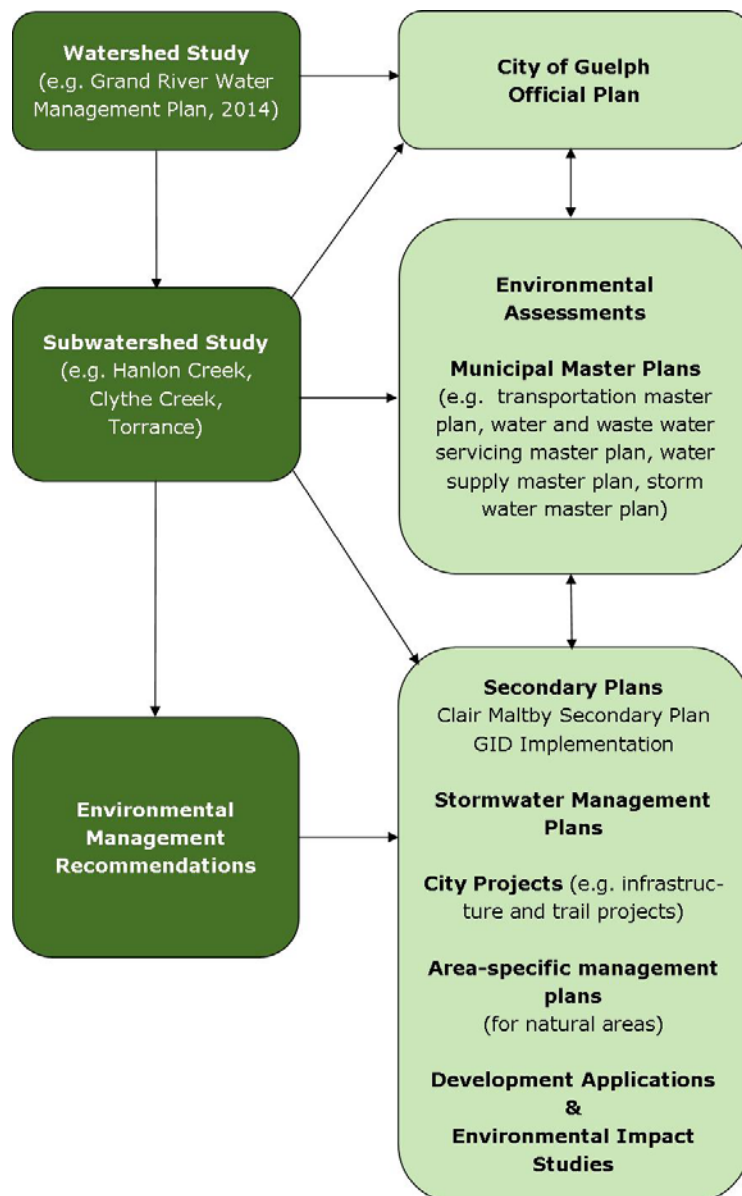 Watershed Study
(e.g. Grand River Water
Management Plan, 2014)
City of Guelph
Official Plan
Subwatershed Study
(e.g. Hanlon Creek,
Clythe Creek,
Torrance)
Environmental
Assessments
Municipal Master Plans
(e.g.  transportation master
plan, water and waste water
servicing master plan, water
supply master plan, storm
water master plan)
Environmental
Management
Recommendations
Secondary Plans
Clair Maltby Secondary Plan
GID Implementation
Stormwater Management
Plans
City Projects (e.g. infrastruc-
ture and trail projects)
Area-specific management
plans
(for natural areas)
Development Applications
&
Environmental Impact
Studies